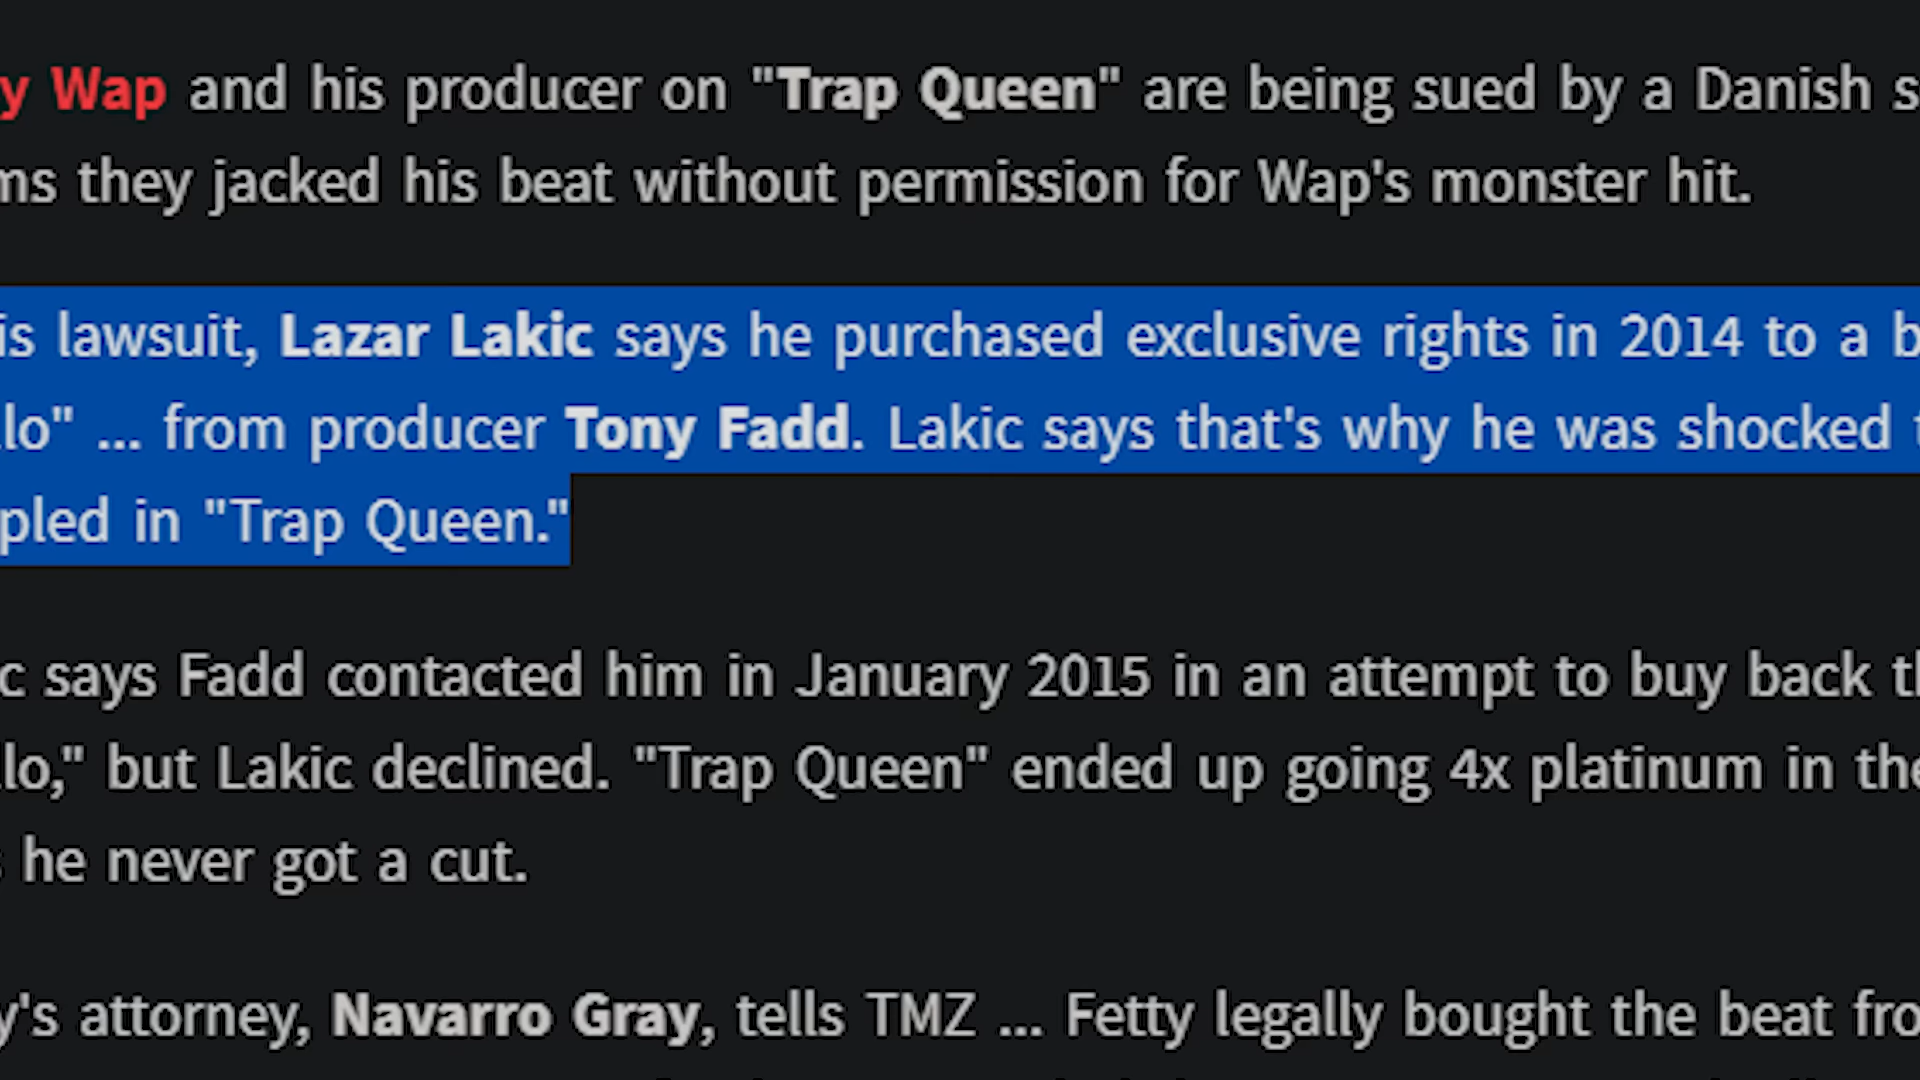 y Wap and his producer on "Trap Queen" are being sued by a Danish s
ms they jacked his beat without permission for Wap's monster hit.
is lawsuit, Lazar Lakic says he purchased exclusive rights in 2014 to a b
lo" ... from producer Tony Fadd. Lakic says that's why he was shocked t
pled in "Trap Queen."
c says Fadd contacted him in January 2015 in an attempt to buy back th
lo," but Lakic declined. "Trap Queen" ended up going 4x platinum in the
s he never got a cut.
y's attorney, Navarro Gray, tells TMZ ... Fetty legally bought the beat fro